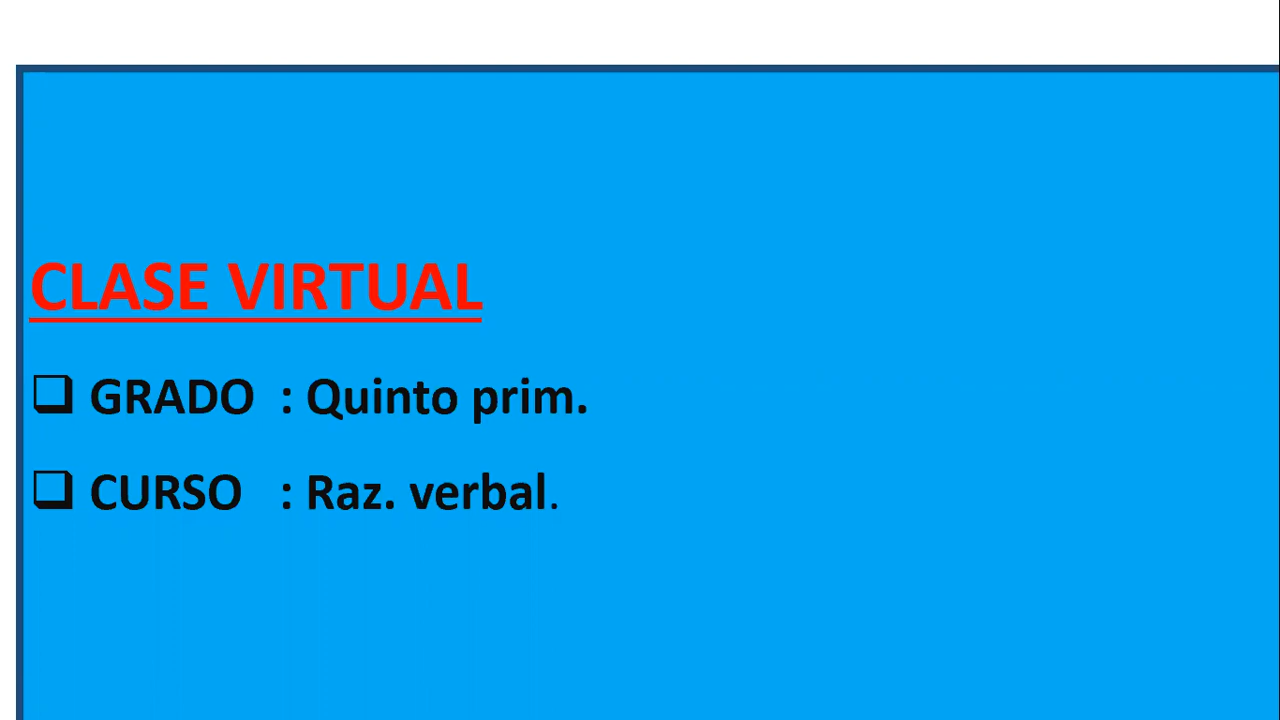 CLASE VIRTUAL
❑ GRADO : Quinto prim.
❑ CURSO : Raz. verbal.